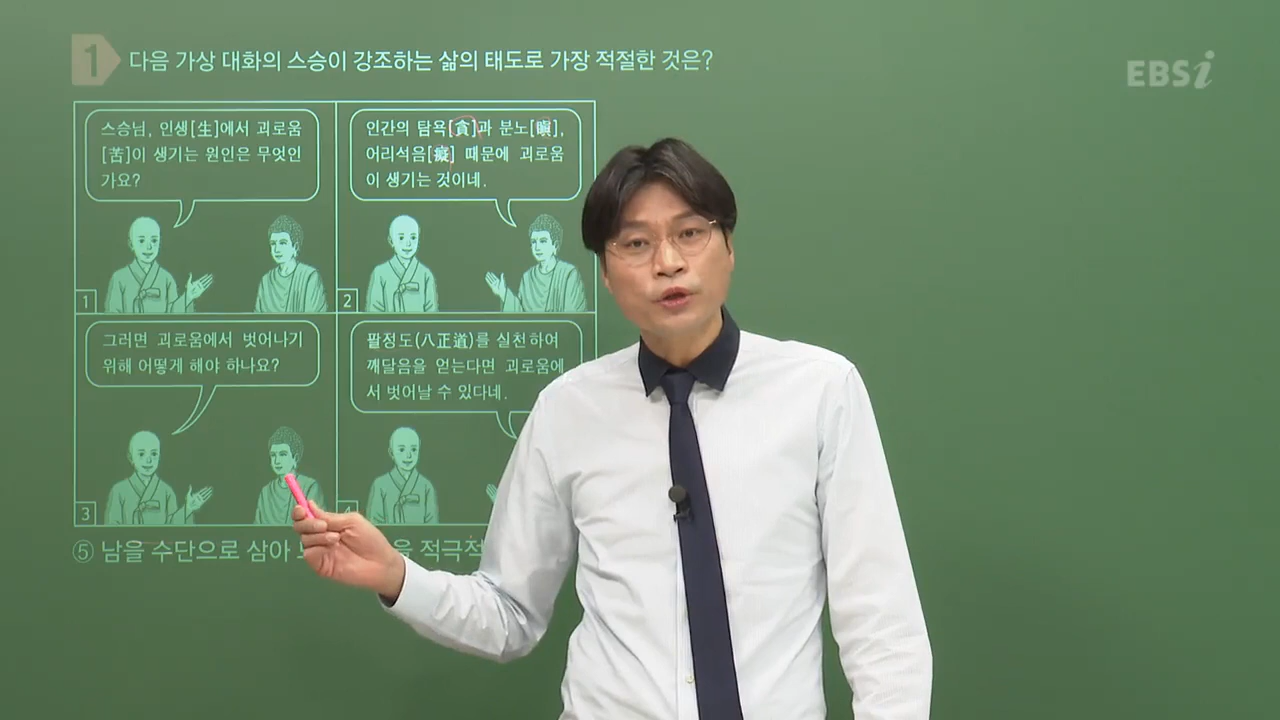 1 다음 가상 대화의 스승이 강조하는 삶의 태도로 가장 적절한 것은?
EBSi
스승님, 인생[生]에서 괴로움
[苦]이 생기는 원인은 무엇인
가요?
1
인간의 탐욕[貪]과 분노[瞋],
어리석음[癡] 때문에 괴로움
이 생기는 것이네.
2
그러면 괴로움에서 벗어나기
위해 어떻게 해야 하나요?
3
팔정도(八正道)를 실천하여
깨달음을 얻는다면 괴로움에
서 벗어날 수 있다네.
⑤ 남을 수단으로 삼아 을 적극적